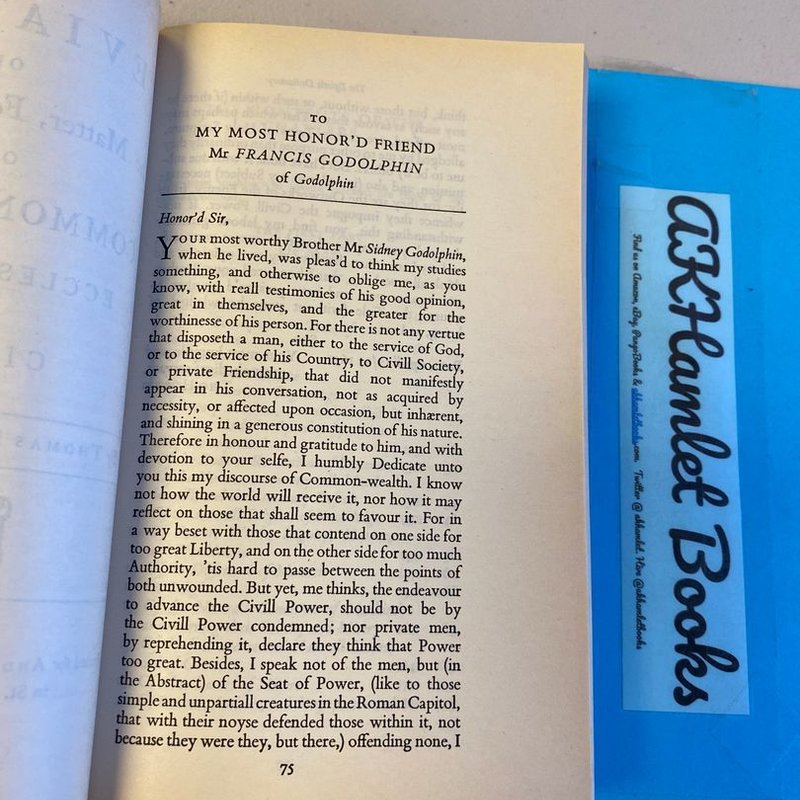 TO
MY MOST HONOR'D FRIEND
Mr FRANCIS GODOLPHIN
of Godolphin
Honor'd Sir,
YOUR most worthy Brother Mr Sidney Godolphin,
when he lived, was pleas'd to think my studies
something, and otherwise to oblige me, as you
know, with reall testimonies of his good opinion,
great in themselves, and the greater for the
worthinesse of his person. For there is not any vertue
that disposeth a man, either to the service of God,
or to the service of his Country, to Civill Society,
or private Friendship, that did not manifestly
appear in his conversation, not as acquired by
necessity, or affected upon occasion, but inhærent,
and shining in a generous constitution of his nature.
Therefore in honour and gratitude to him, and with
devotion to your selfe, I humbly Dedicate unto
you this my discourse of Common-wealth. I know
not how the world will receive it, nor how it may
reflect on those that shall seem to favour it. For in
a way beset with those that contend on one side for
too great Liberty, and on the other side for too much
Authority, 'tis hard to passe between the points of
both unwounded. But yet, me thinks, the endeavour
to advance the Civill Power, should not be by
the Civill Power condemned; nor private men,
by reprehending it, declare they think that Power
too great. Besides, I speak not of the men, but (in
the Abstract) of the Seat of Power, (like to those
simple and unpartiall creatures in the Roman Capitol,
that with their noyse defended those within it, not
because they were they, but there,) offending none, I
75
AKHamlet Books
Find us on Amazon, eBay, PangoBooks & akhamletbooks.com. Twitter @ akhamlet. Hive @akhamletbooks